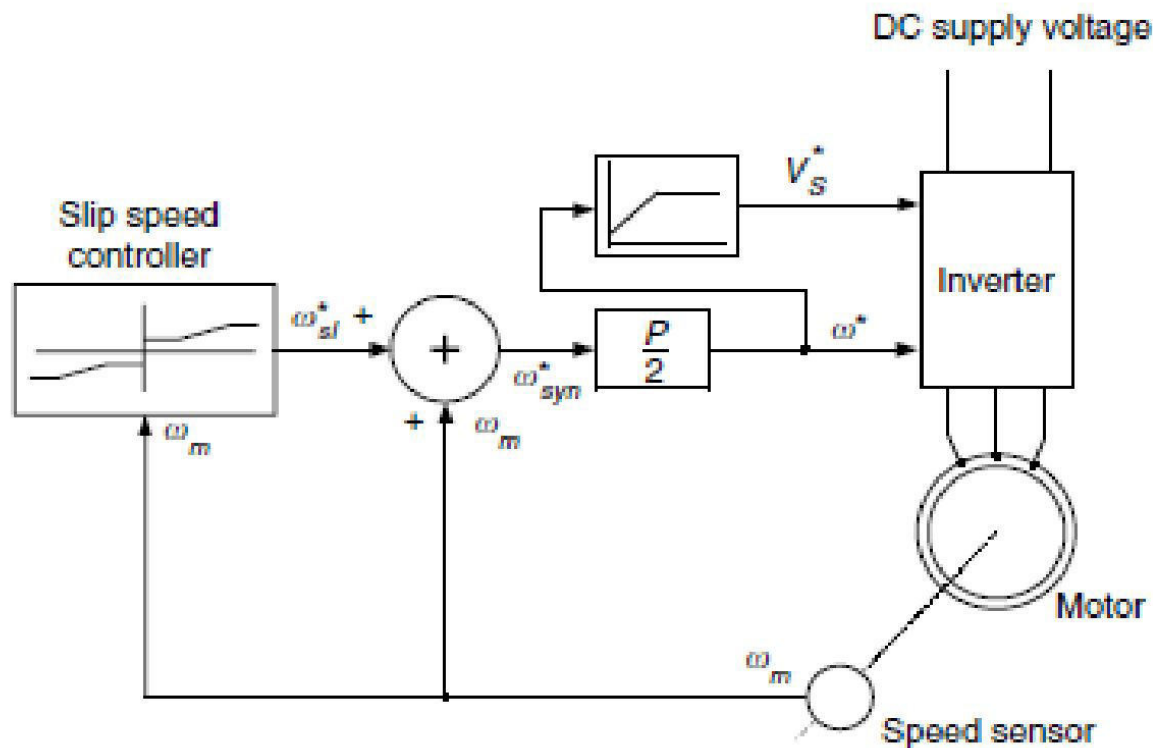 DC supply voltage
V*S
Slip speed
controller
Inverter
ω*sl +
+
ω*syn
P
2
ω*
ωm
+
ωm
Motor
ωm
Speed sensor